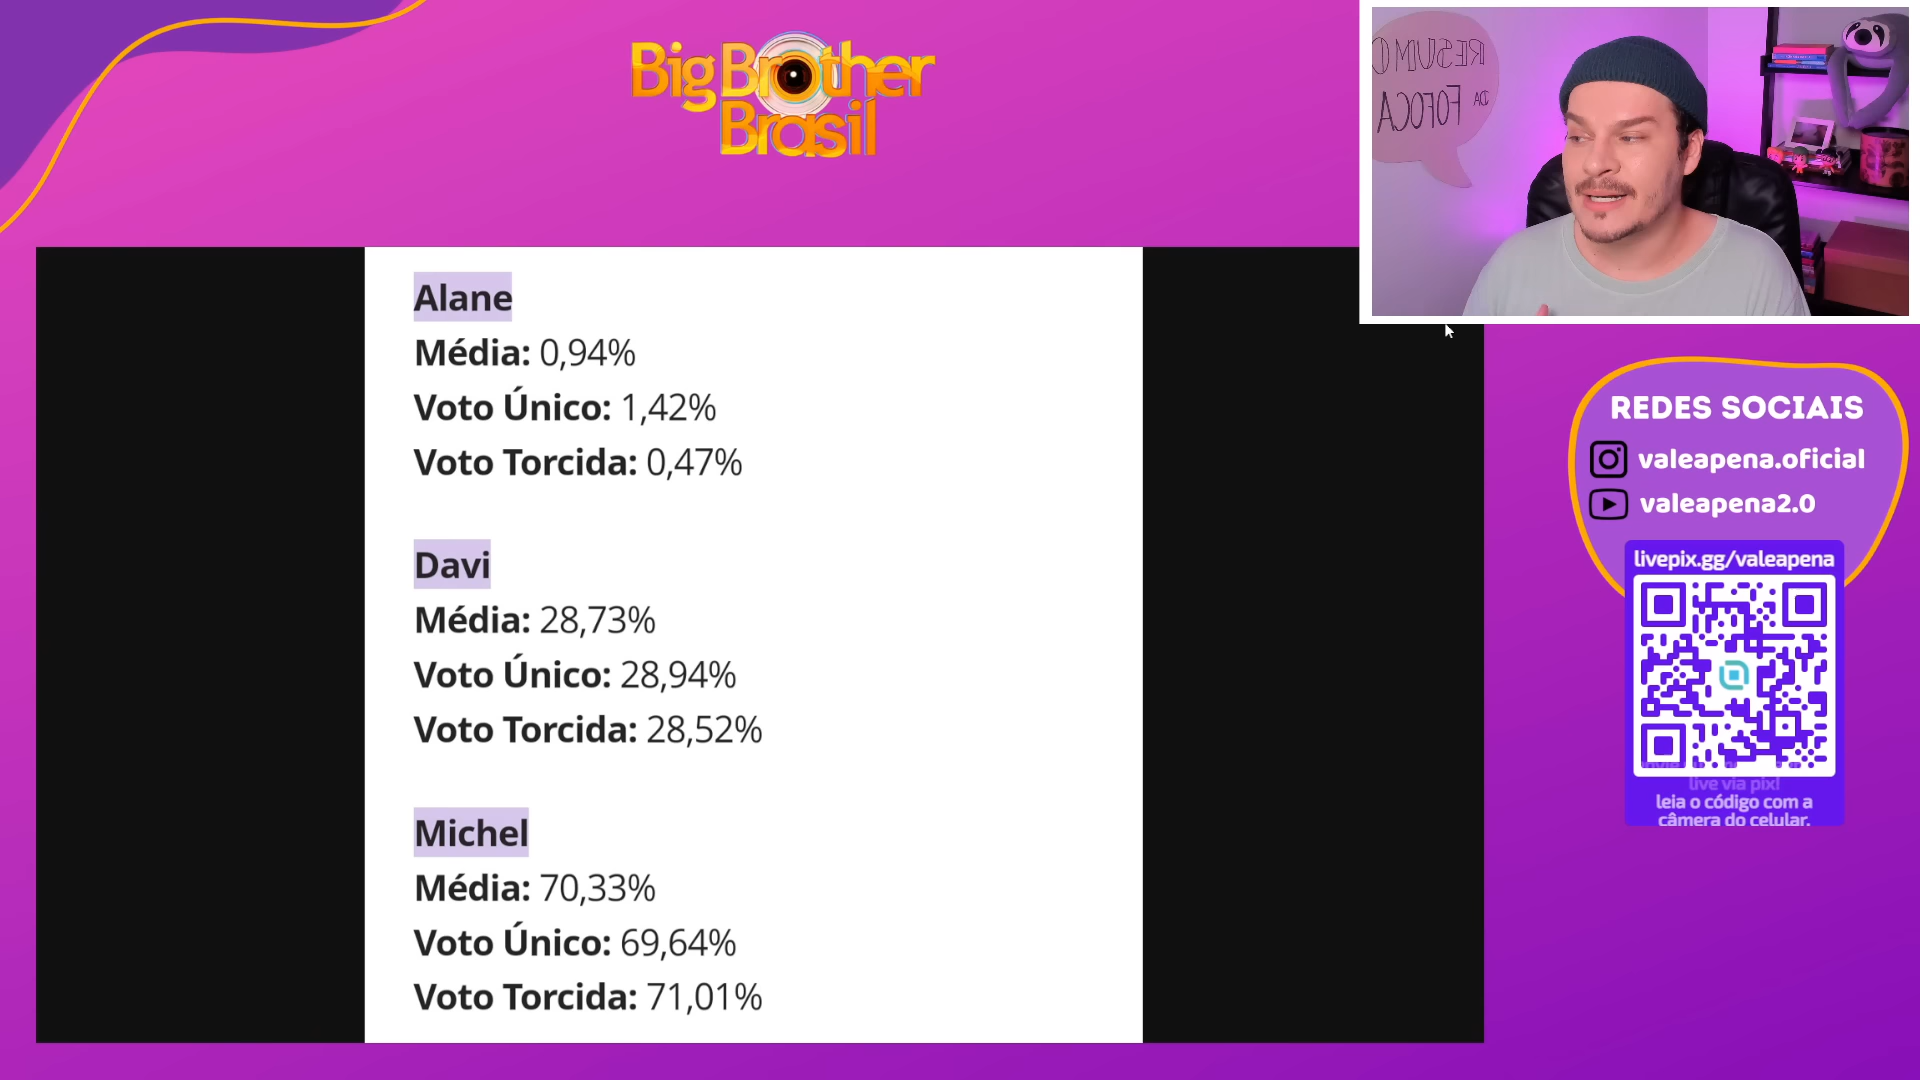 Big Brother
Brasil
RESUMO
DA FOFOCA
Alane
Média: 0,94%
Voto Único: 1,42%
Voto Torcida: 0,47%
Davi
Média: 28,73%
Voto Único: 28,94%
Voto Torcida: 28,52%
Michel
Média: 70,33%
Voto Único: 69,64%
Voto Torcida: 71,01%
REDES SOCIAIS
valeapena.oficial
valeapena2.0
livepix.gg/valeapena
live via pix!
leia o código com a
câmera do celular.